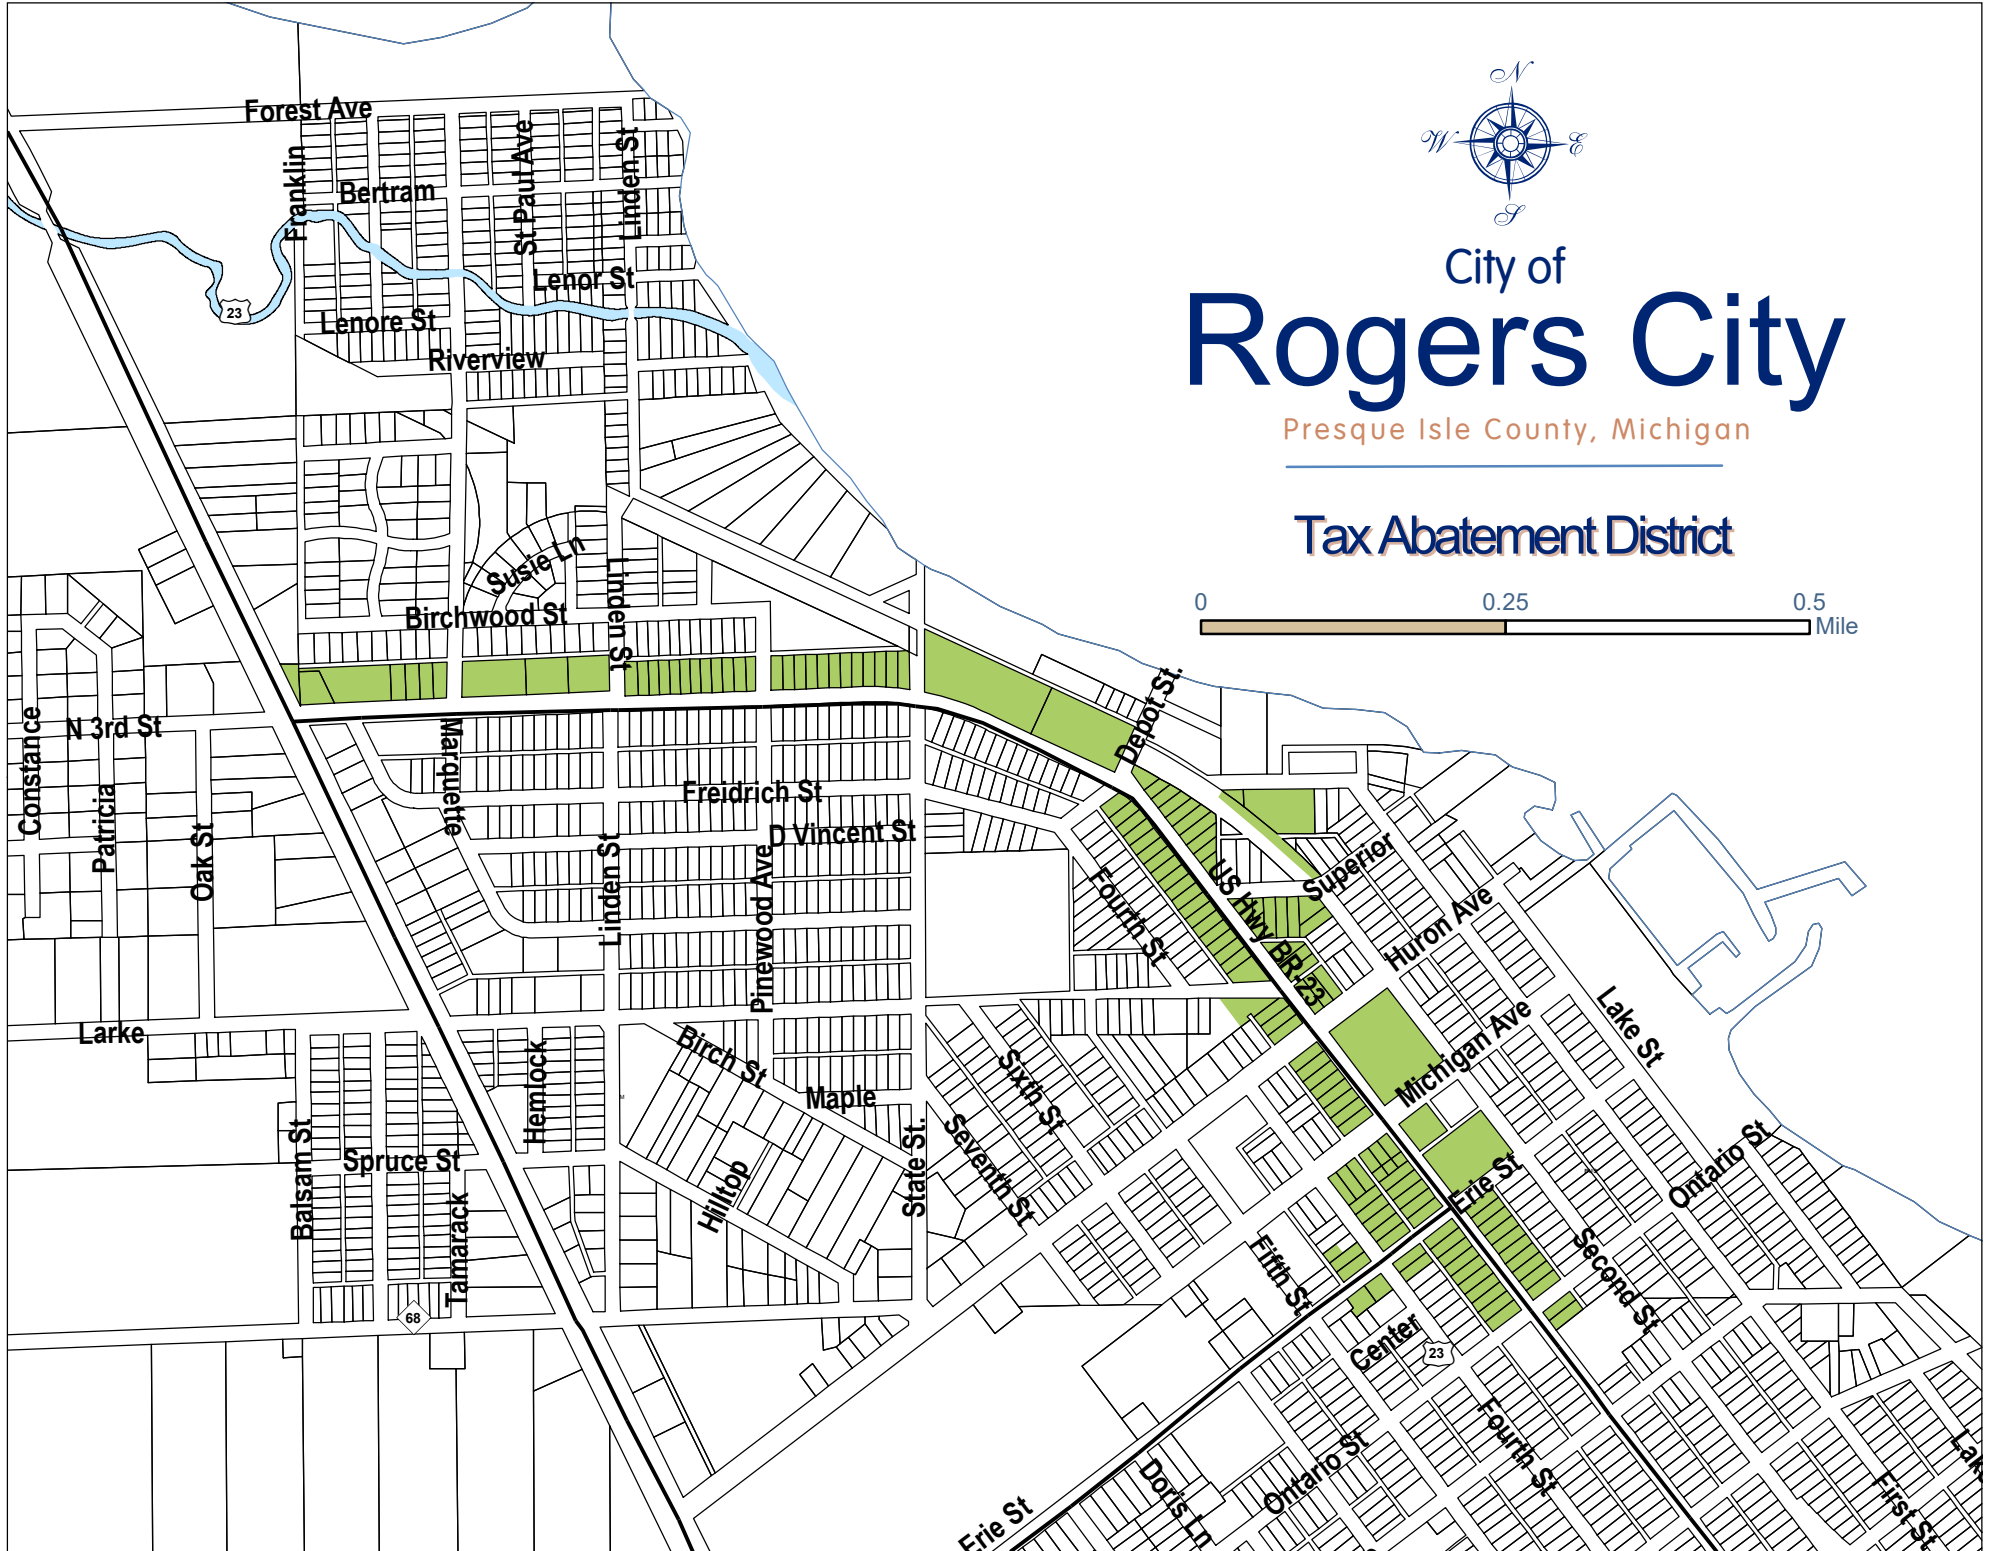 N
W
E
S
City of
Rogers City
Presque Isle County, Michigan
Tax Abatement District
0 0.25 0.5
Mile
Forest Ave
Franklin
Bertram
St Paul Ave
Linden St
Lenor St
23
Lenore St
Riverview
Susie Ln
Birchwood St
Linden St
Depot St.
N 3rd St
Constance
Patricia
Oak St
Marquette
Freidrich St
D Vincent St
Linden St
Pinewood Ave
Fourth St
US Hwy BR-23
Superior
Huron Ave
Michigan Ave
Lake St
Larke
Birch St
Hemlock
Maple
Sixth St
Seventh St
State St.
Balsam St
Spruce St
Tamarack
Hilltop
68
Erie St
Ontario St
Second St
Fifth St
Center
23
Fourth St
Ontario St
Doris Ln
Erie St
First St